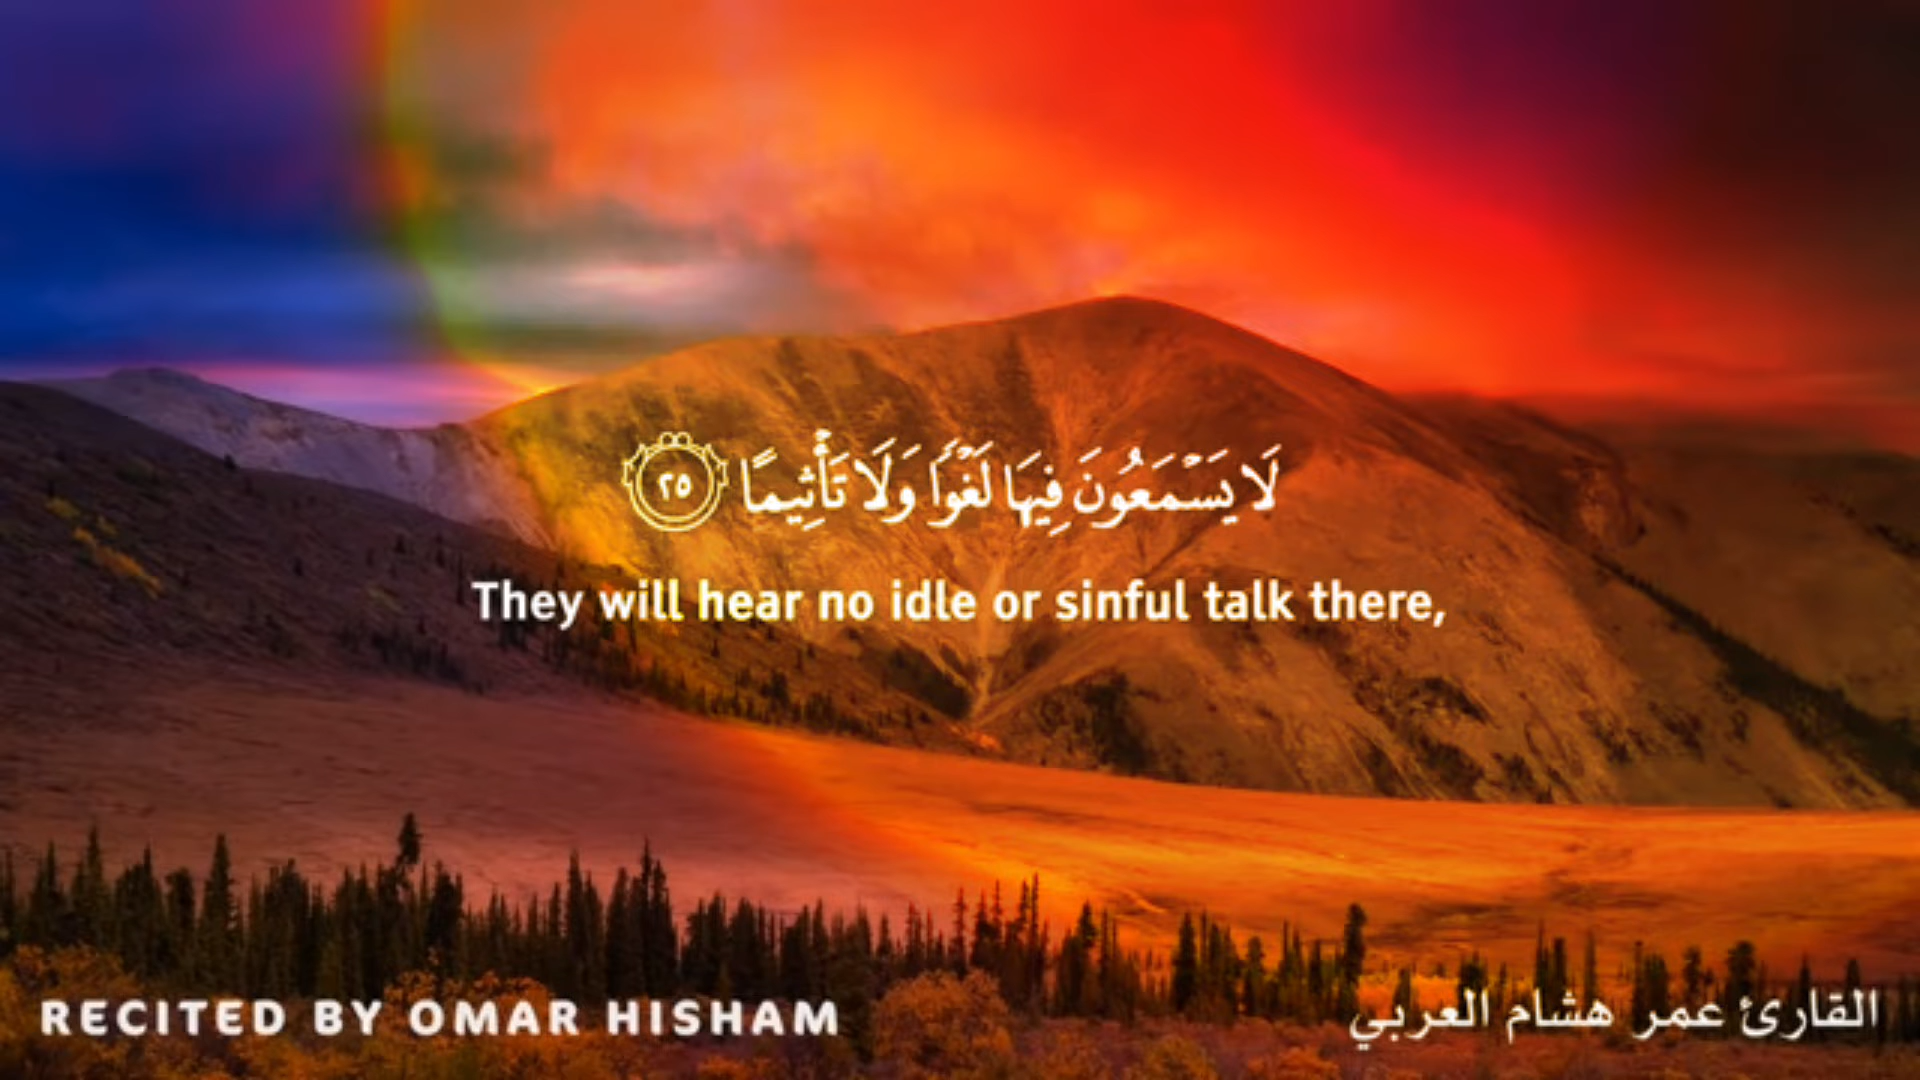 لَا يَسْمَعُونَ فِيهَا لَغْوًا وَلَا تَأْثِيمًا ٢٥
They will hear no idle or sinful talk there,
RECITED BY OMAR HISHAM
القارئ عمر هشام العربي